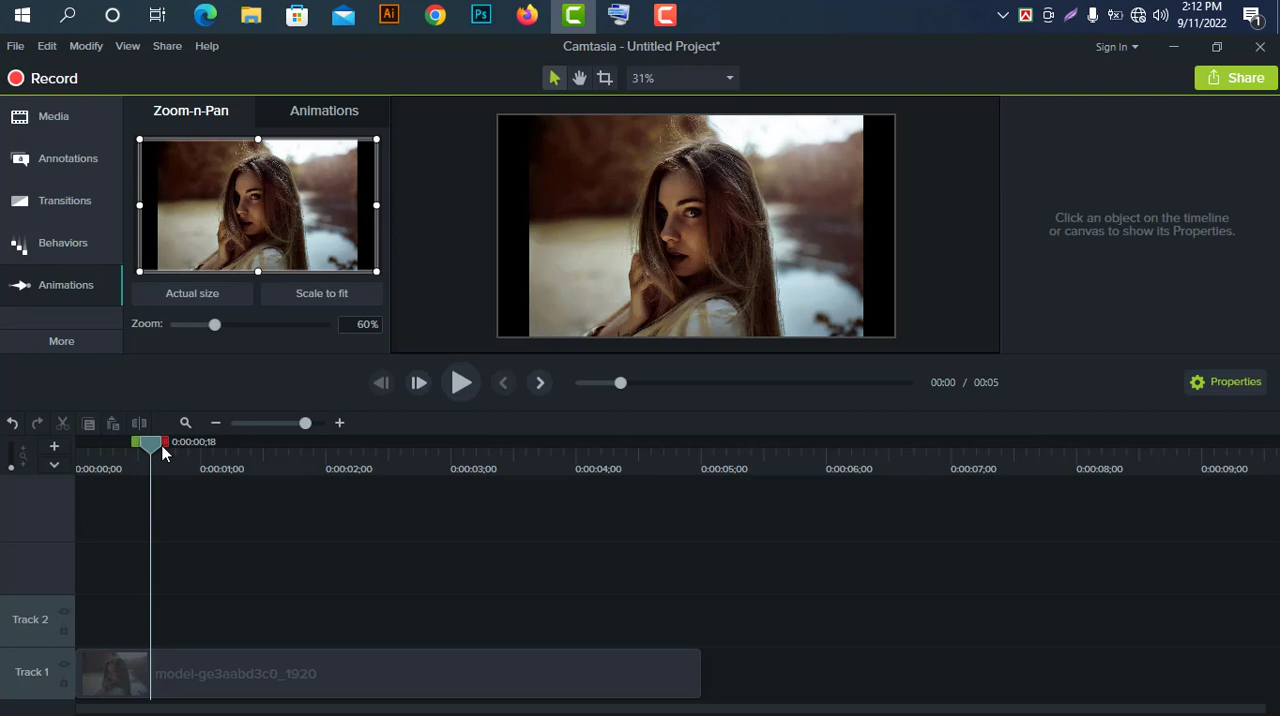 Ai
Ps
2:12 PM
9/11/2022
1
File Edit Modify View Share Help
Camtasia - Untitled Project*
Sign In
Record
31%
Share
Media
Annotations
Transitions
Behaviors
Animations
More
Zoom-n-Pan
Animations
Actual size
Scale to fit
Zoom:
60%
Click an object on the timeline
or canvas to show its Properties.
00:00 / 00:05
Properties
0:00:00;18
0:00:00;00 0:00:01;00 0:00:02;00 0:00:03;00 0:00:04;00 0:00:05;00 0:00:06;00 0:00:07;00 0:00:08;00 0:00:09;00
Track 2
Track 1
model-ge3aabd3c0_1920